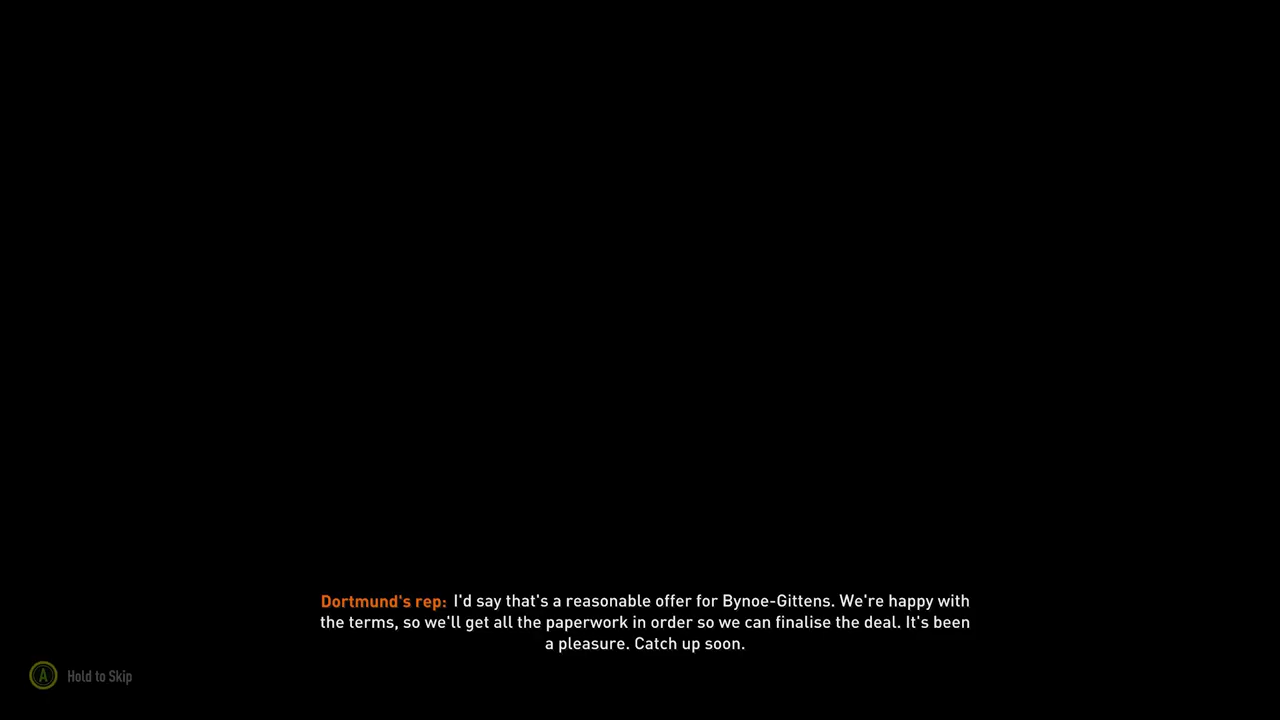 Dortmund's rep: I'd say that's a reasonable offer for Bynoe-Gittens. We're happy with
the terms, so we'll get all the paperwork in order so we can finalise the deal. It's been
a pleasure. Catch up soon.
A Hold to Skip